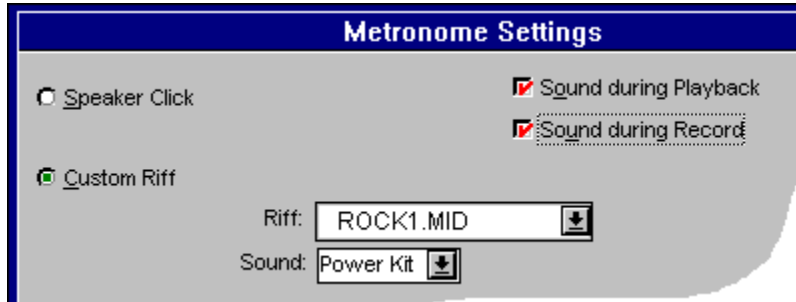 Metronome Settings
Speaker Click
Sound during Playback
Sound during Record
Custom Riff
Riff: ROCK1.MID
Sound: Power Kit